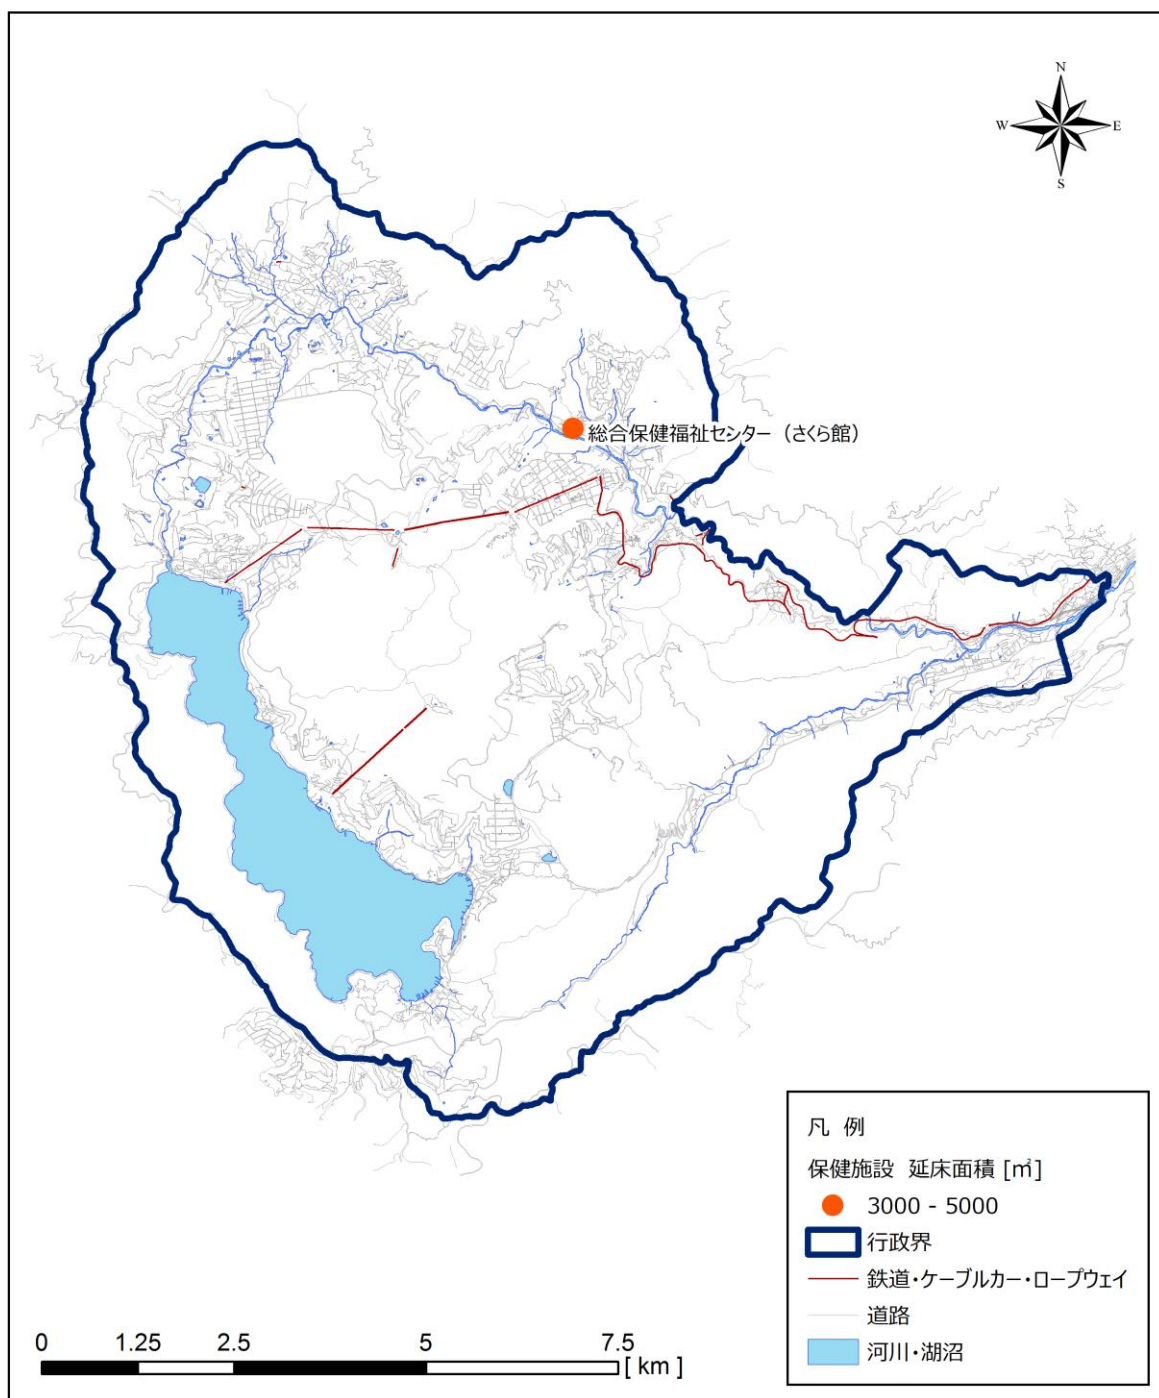 N
W E
S
総合保健福祉センター（さくら館）
凡 例
保健施設 延床面積 [㎡]
3000 - 5000
行政界
鉄道・ケーブルカー・ロープウェイ
道路
河川・湖沼
0 1.25 2.5 5 7.5
[ km ]